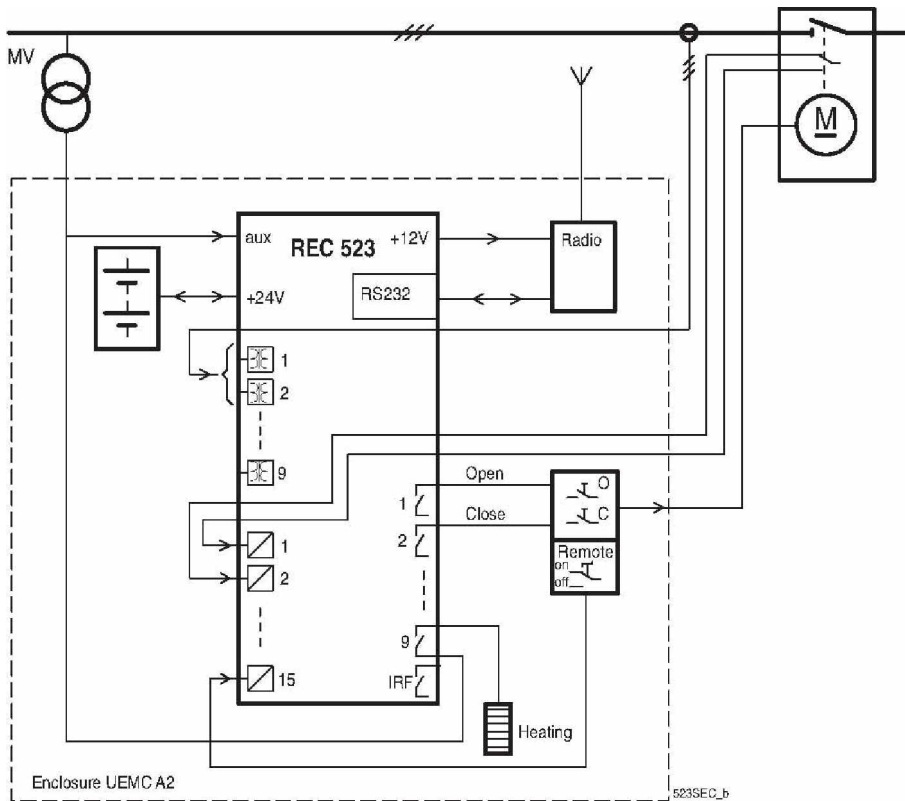 MV
M
aux
REC 523
+12V
Radio
+24V
RS232
1
2
9
Open
1
O
Close
C
2
1
Remote
on
off
2
9
15
IRF
Heating
Enclosure UEMC A2
523SEC_b